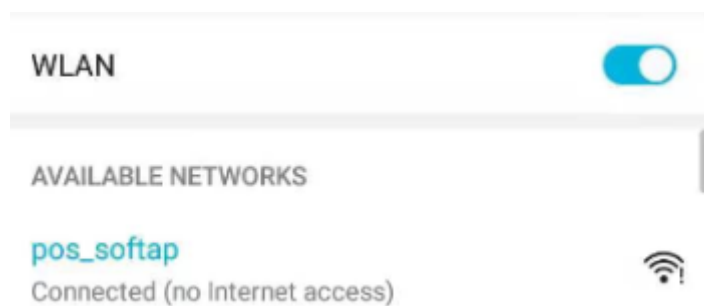 WLAN
AVAILABLE NETWORKS
pos_softap
Connected (no Internet access)